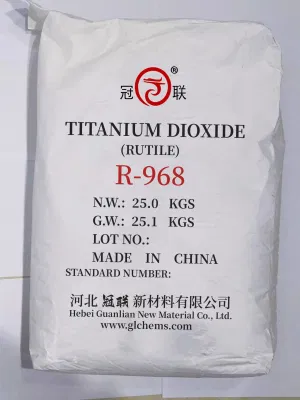 冠 ® 联
TITANIUM DIOXIDE
(RUTILE)
R-968
N.W.: 25.0 KGS
G.W.: 25.1 KGS
LOT NO.:
MADE IN CHINA
STANDARD NUMBER:
河北 冠联 新材料有限公司
Hebei Guanlian New Material Co., Ltd.
www.glchems.com